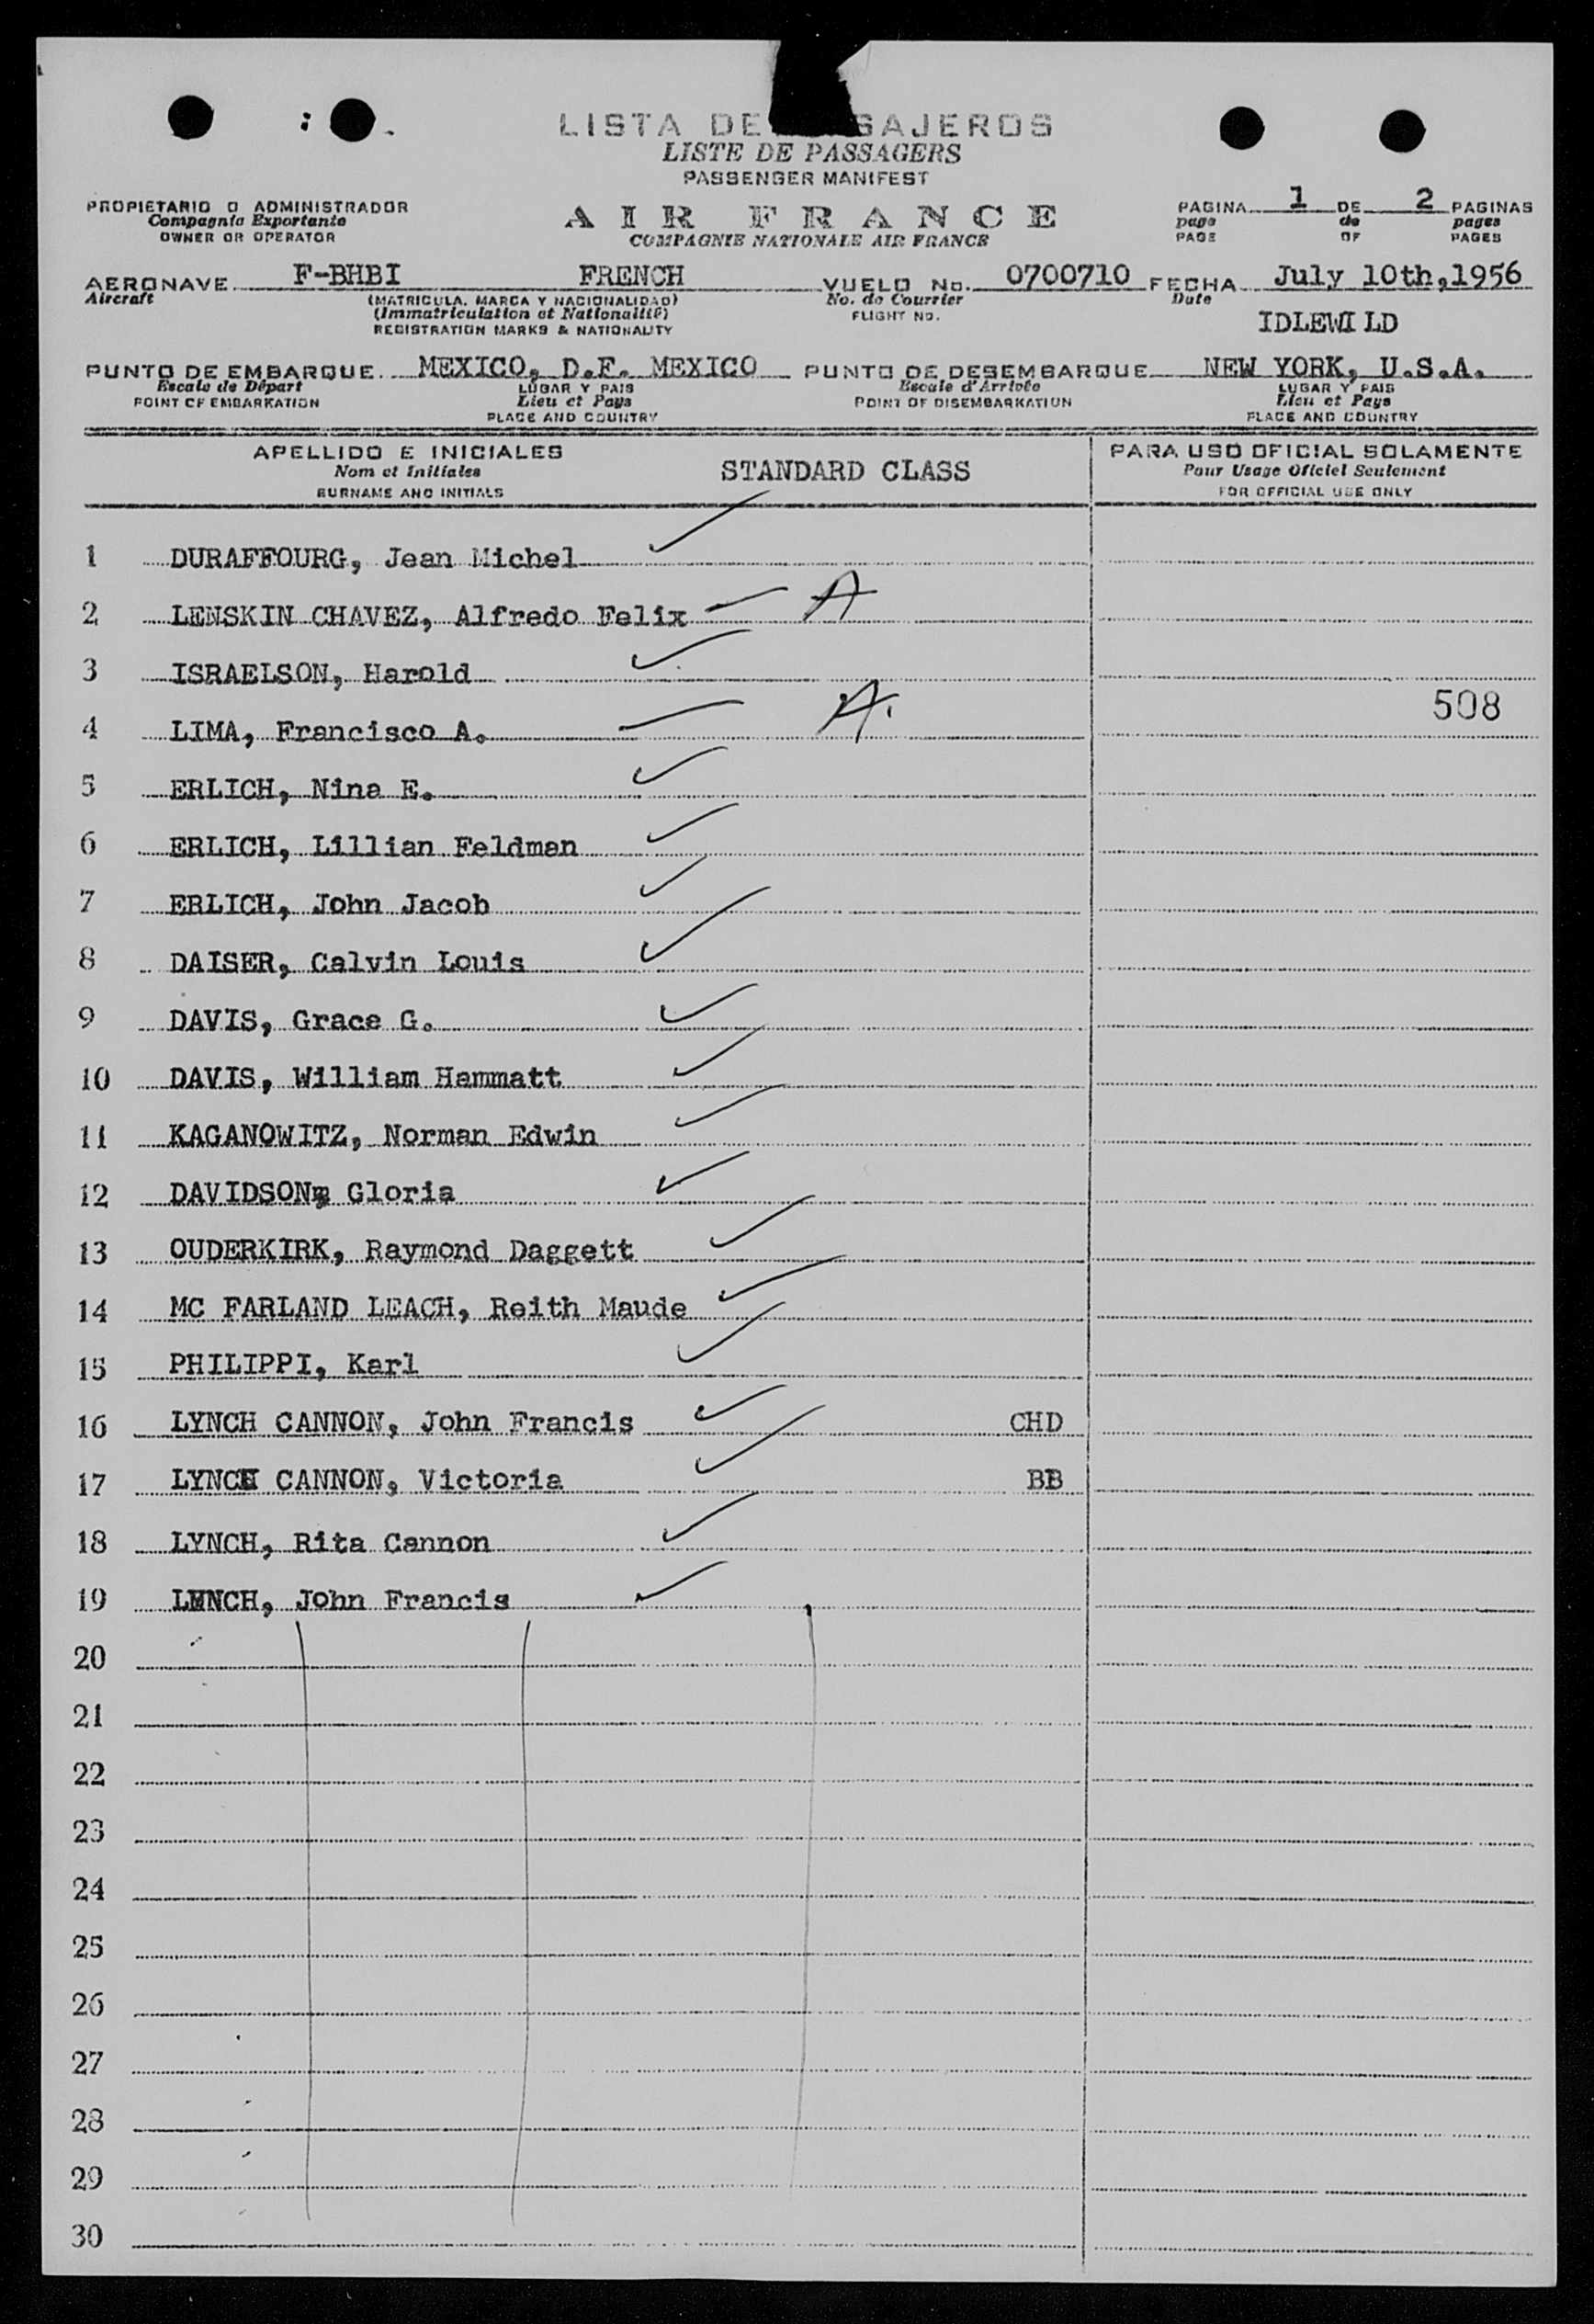 LISTA DE SAJEROS
LISTE DE PASSAGERS
PASSENGER MANIFEST
PROPIETARIO O ADMINISTRADOR
Compagnie Exportante
OWNER OR OPERATOR
AIR FRANCE
COMPAGNIE NATIONALE AIR FRANCE
PAGINA 1 DE 2 PAGINAS
page de pages
PAGE OF PAGES
AERONAVE F-BHBI FRENCH VUELO No. 0700710 FECHA July 10th,1956
Aircraft (MATRICULA, MARCA Y NACIONALIDAD) No. de Courrier Date
(Immatriculation et Nationalité) FLIGHT NO.
REGISTRATION MARKS & NATIONALITY
IDLEWILD
PUNTO DE EMBARQUE MEXICO, D.F. MEXICO PUNTO DE DESEMBARQUE NEW YORK, U.S.A.
Escale de Départ LUGAR Y PAIS Escale d'Arrivée LUGAR Y PAIS
POINT OF EMBARKATION Lieu et Pays POINT OF DISEMBARKATION Lieu et Pays
PLACE AND COUNTRY PLACE AND COUNTRY
APELLIDO E INICIALES
Nom et Initiales
SURNAME AND INITIALS
STANDARD CLASS
PARA USO OFICIAL SOLAMENTE
Pour Usage Officiel Seulement
FOR OFFICIAL USE ONLY
1 DURAFFOURG, Jean Michel
2 LENSKIN CHAVEZ, Alfredo Felix A
3 ISRAELSON, Harold
4 LIMA, Francisco A. A. 508
5 ERLICH, Nina E.
6 ERLICH, Lillian Feldman
7 ERLICH, John Jacob
8 DAISER, Calvin Louis
9 DAVIS, Grace G.
10 DAVIS, William Hammatt
11 KAGANOWITZ, Norman Edwin
12 DAVIDSON, Gloria
13 OUDERKIRK, Raymond Daggett
14 MC FARLAND LEACH, Reith Maude
15 PHILIPPI, Karl
16 LYNCH CANNON, John Francis CHD
17 LYNCH CANNON, Victoria BB
18 LYNCH, Rita Cannon
19 LYNCH, John Francis
20
21
22
23
24
25
26
27
28
29
30